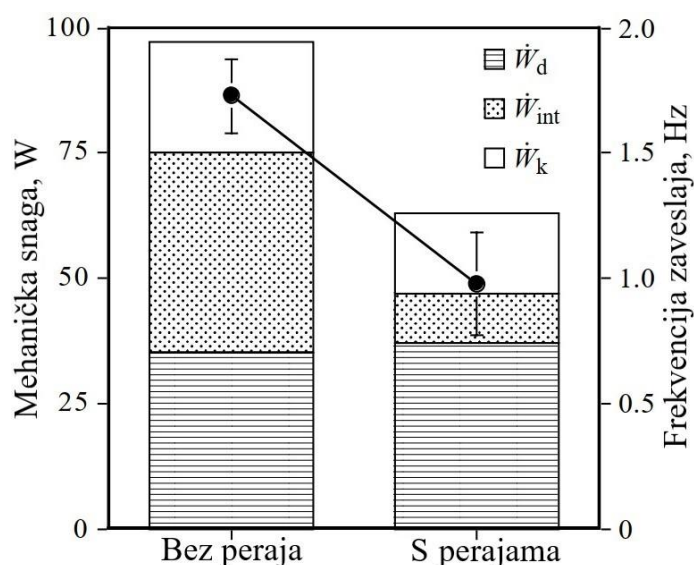 100
75
50
25
0
Mehanička snaga, W
Ẇd
Ẇint
Ẇk
2.0
1.5
1.0
0.5
0
Frekvencija zaveslaja, Hz
Bez peraja
S perajama